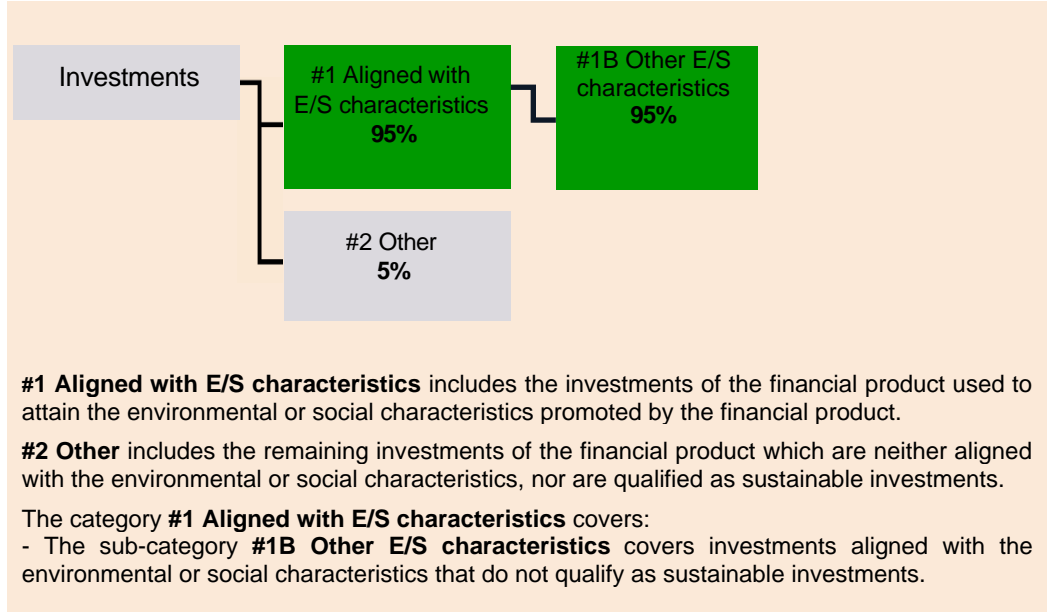 Investments
#1 Aligned with
E/S characteristics
95%
#1B Other E/S
characteristics
95%
#2 Other
5%
#1 Aligned with E/S characteristics includes the investments of the financial product used to
attain the environmental or social characteristics promoted by the financial product.
#2 Other includes the remaining investments of the financial product which are neither aligned
with the environmental or social characteristics, nor are qualified as sustainable investments.
The category #1 Aligned with E/S characteristics covers:
- The sub-category #1B Other E/S characteristics covers investments aligned with the
environmental or social characteristics that do not qualify as sustainable investments.